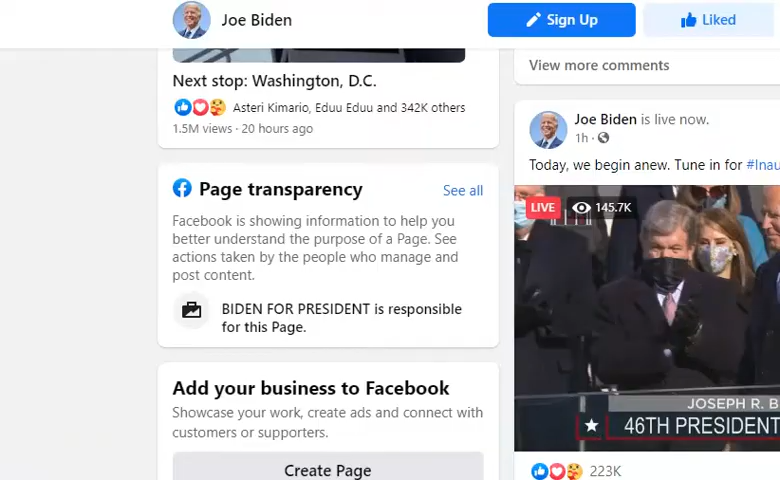 Joe Biden
Sign Up
Liked
Next stop: Washington, D.C.
Asteri Kimario, Eduu Eduu and 342K others
1.5M views · 20 hours ago
Page transparency
See all
Facebook is showing information to help you
better understand the purpose of a Page. See
actions taken by the people who manage and
post content.
BIDEN FOR PRESIDENT is responsible
for this Page.
Add your business to Facebook
Showcase your work, create ads and connect with
customers or supporters.
Create Page
View more comments
Joe Biden is live now.
1h ·
Today, we begin anew. Tune in for #Inau
LIVE
145.7K
JOSEPH R. B
46TH PRESIDENT
223K